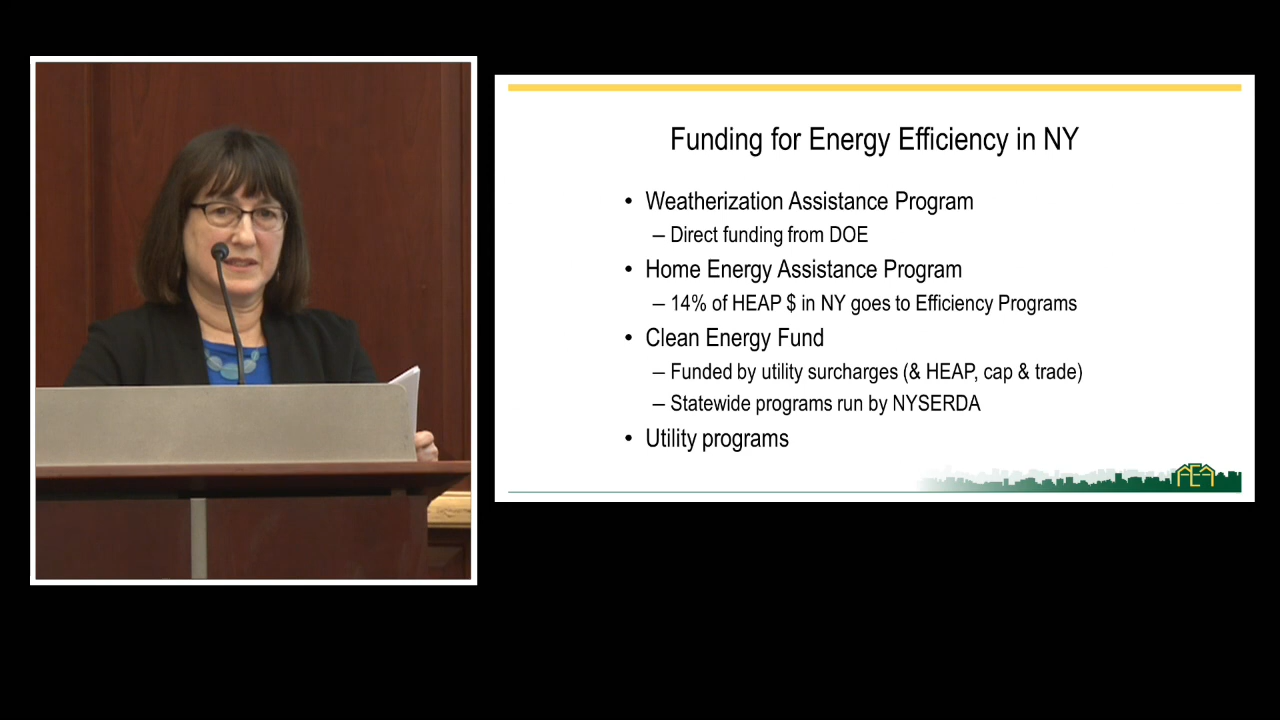 Funding for Energy Efficiency in NY
• Weatherization Assistance Program
– Direct funding from DOE
• Home Energy Assistance Program
– 14% of HEAP $ in NY goes to Efficiency Programs
• Clean Energy Fund
– Funded by utility surcharges (& HEAP, cap & trade)
– Statewide programs run by NYSERDA
• Utility programs
AEA